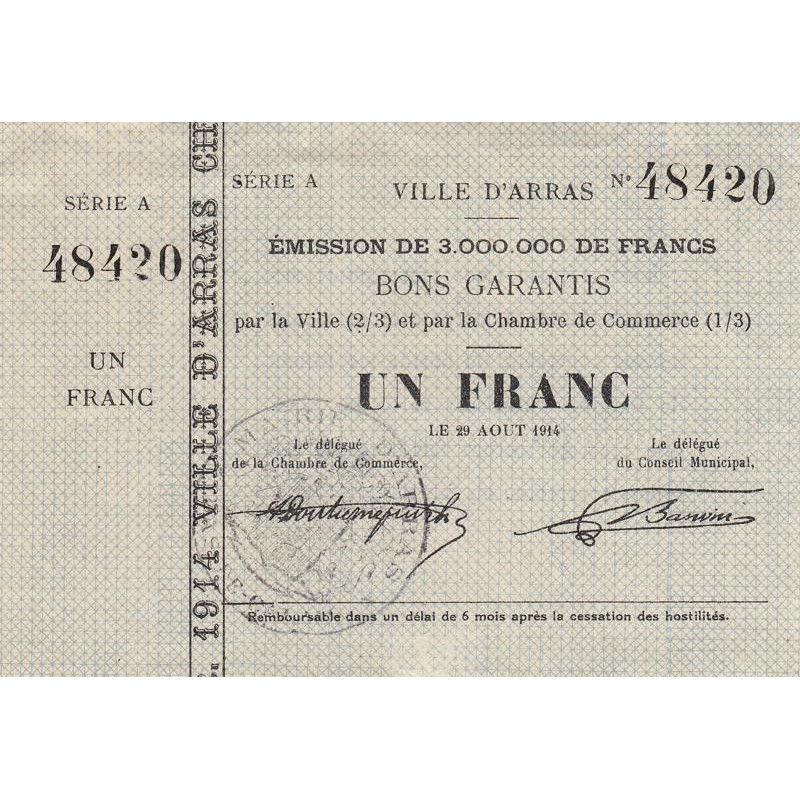 SÉRIE A
48420
UN
FRANC
1914 VILLE D'ARRAS CH
SÉRIE A
VILLE D'ARRAS
N° 48420
ÉMISSION DE 3.000.000 DE FRANCS
BONS GARANTIS
par la Ville (2/3) et par la Chambre de Commerce (1/3)
UN FRANC
LE 29 AOUT 1914
Le délégué
de la Chambre de Commerce,
Le délégué
du Conseil Municipal,
MAIRIE D'ARRAS
Remboursable dans un délai de 6 mois après la cessation des hostilités.